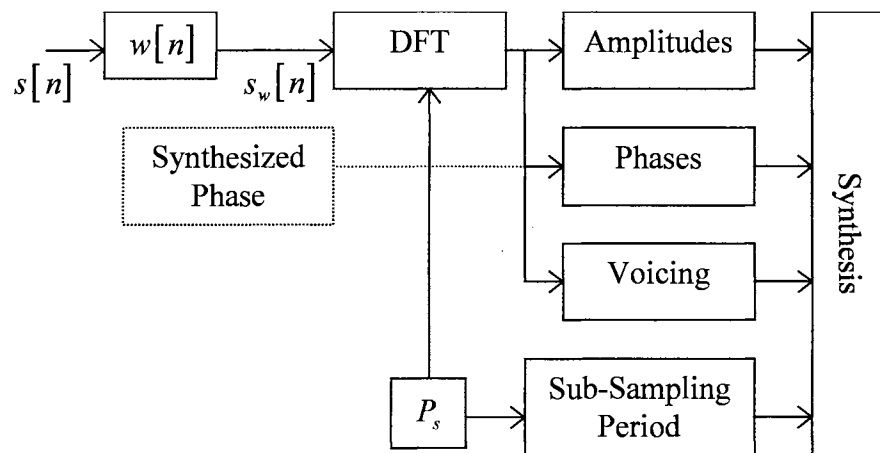 w[n]
DFT
Amplitudes
s[n]
s_w[n]
Synthesized
Phase
Phases
Synthesis
Voicing
P_s
Sub-Sampling
Period